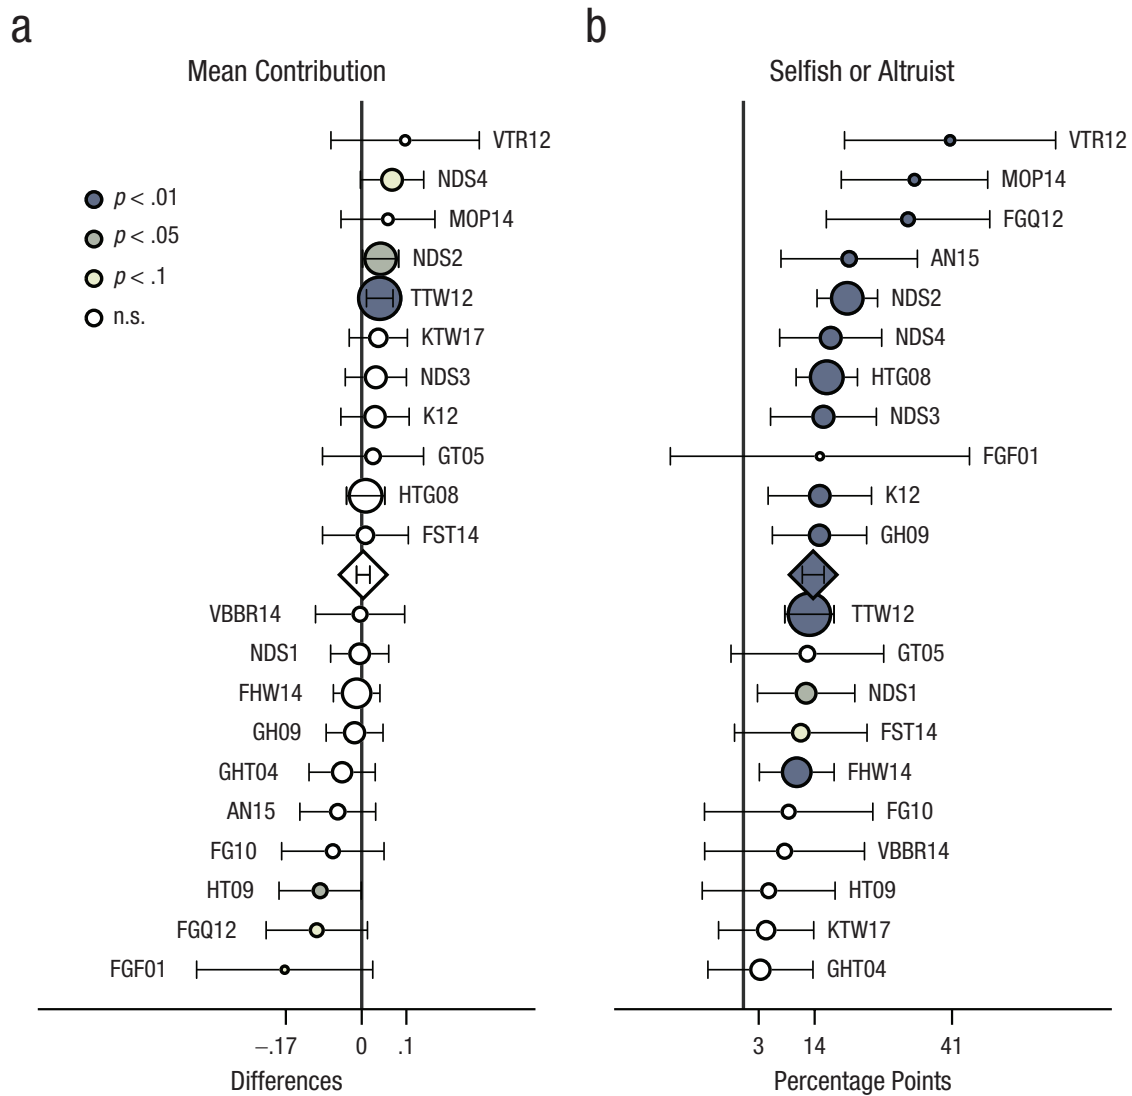 a
Mean Contribution
p < .01
p < .05
p < .1
n.s.
VTR12
NDS4
MOP14
NDS2
TTW12
KTW17
NDS3
K12
GT05
HTG08
FST14
VBBR14
NDS1
FHW14
GH09
GHT04
AN15
FG10
HT09
FGQ12
FGF01
–.17 0 .1
Differences
b
Selfish or Altruist
VTR12
MOP14
FGQ12
AN15
NDS2
NDS4
HTG08
NDS3
FGF01
K12
GH09
TTW12
GT05
NDS1
FST14
FHW14
FG10
VBBR14
HT09
KTW17
GHT04
3 14 41
Percentage Points